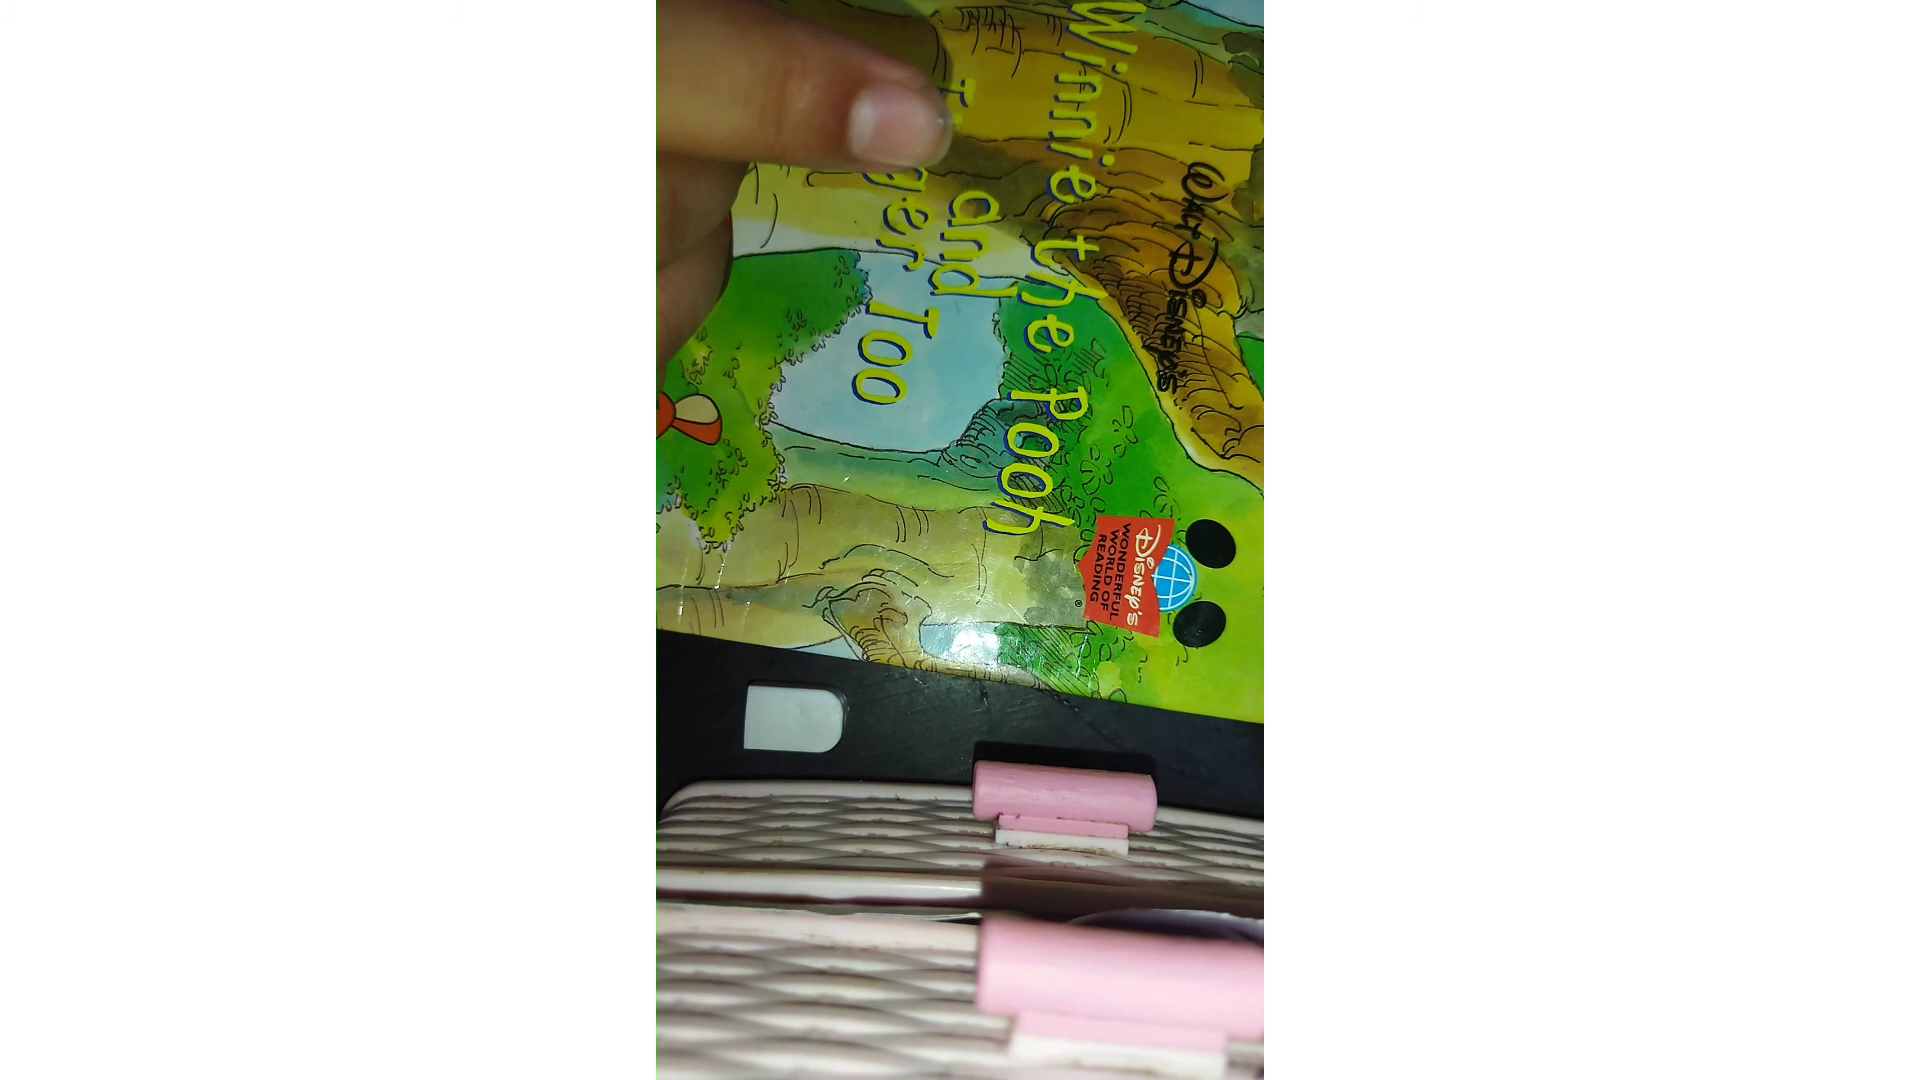 WALT DISNEY'S
Winnie the Pooh
and
Too
DISNEY'S
WONDERFUL
WORLD OF
READING
®